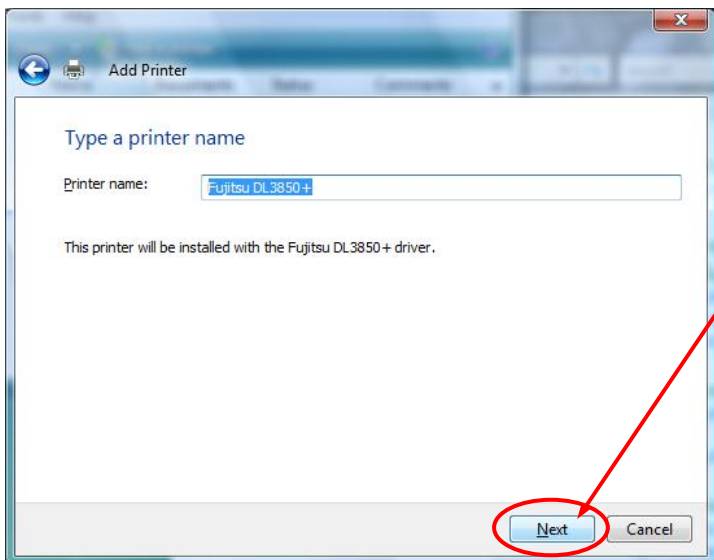 Add Printer
Type a printer name
Printer name: Fujitsu DL3850+
This printer will be installed with the Fujitsu DL3850+ driver.
Next Cancel